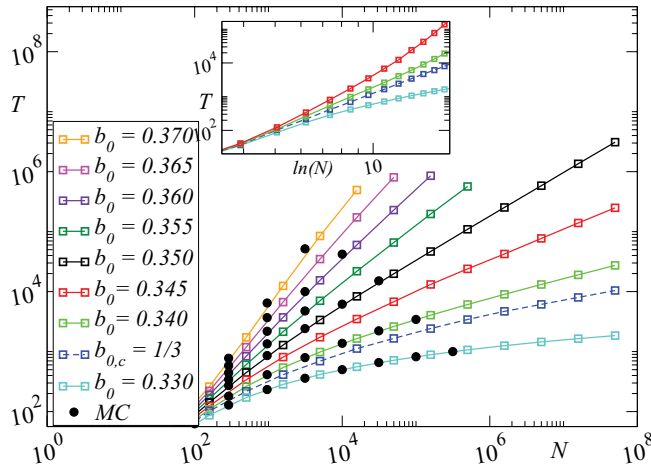 10^8
T
10^6
10^4
10^2
10^4
T
10^2
ln(N)
10
b_0 = 0.370
b_0 = 0.365
b_0 = 0.360
b_0 = 0.355
b_0 = 0.350
b_0 = 0.345
b_0 = 0.340
b_{0,c} = 1/3
b_0 = 0.330
MC
10^0
10^2
10^4
10^6
N
10^8